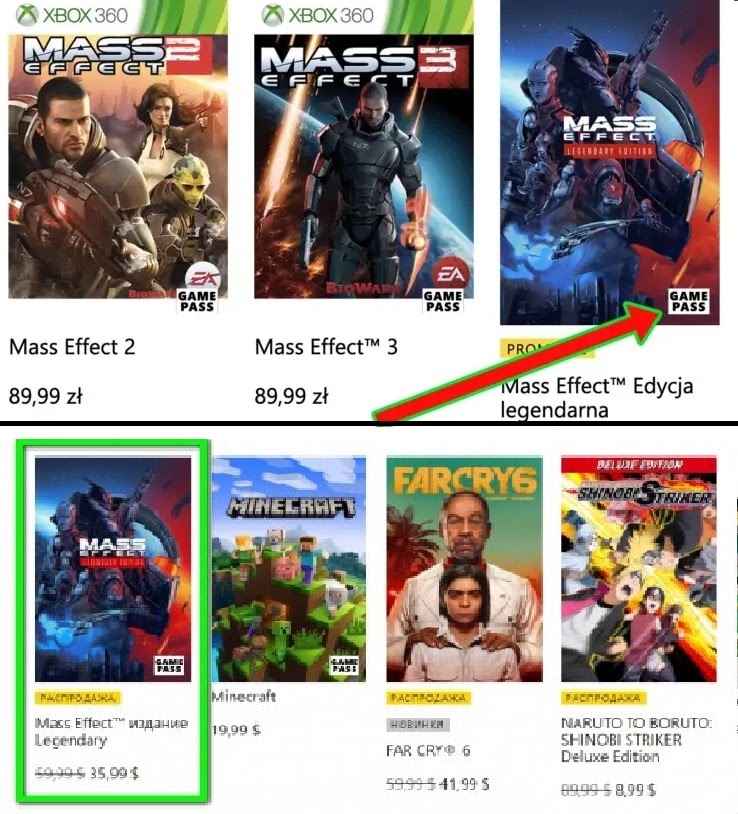 XBOX 360
XBOX 360
MASS 2
EFFECT
MASS 3
EFFECT
MASS
EFFECT
LEGENDARY EDITION
N7
EA
GAME
PASS
BIOWARE
EA
GAME
PASS
GAME
PASS
Mass Effect 2
Mass Effect™ 3
89,99 zł
89,99 zł
Mass Effect™ Edycja
legendarna
MASS
EFFECT
LEGENDARY EDITION
GAME
PASS
MINECRAFT
GAME
PASS
FARCRY6
DELUXE EDITION
SHINOBI STRIKER
РАСПРОДАЖА
Mass Effect™ издание
Legendary
59,99 $ 35,99 $
Minecraft
19,99 $
РАСПРОДАЖА
НОВИНКИ
FAR CRY® 6
59,99 $ 41,99 $
РАСПРОДАЖА
NARUTO TO BORUTO:
SHINOBI STRIKER
Deluxe Edition
89,99 $ 8,99 $